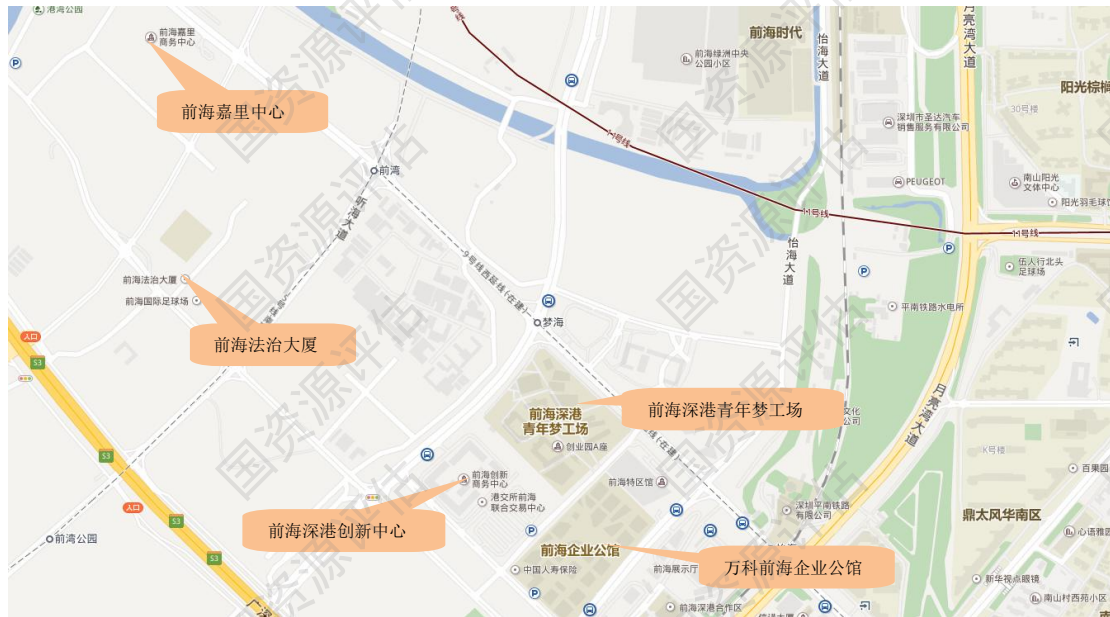 港湾公园
前海嘉里
商务中心
P
前海嘉里中心
前海时代
前海绿洲中央
公园小区
怡海大道
月亮湾大道
阳光棕榈
30号楼
深圳市圣达汽车
销售服务有限公司
11号线
前湾
听海大道
PEUGEOT
南山阳光
文体中心
阳光羽毛球
11号线
11号线
怡海大道
P
P
伍人行北头
足球场
前海法治大厦
前海国际足球场
9号线西延线(在建)
平南铁路水电所
梦海
入口
S3
前海法治大厦
S3
月亮湾大道
前海深港
青年梦工场
前海深港青年梦工场
创业园A座
K号楼
前海创新
商务中心
港交所前海
联合交易中心
前海特区馆
百果园
入口
深圳平南铁路
有限公司
鼎太风华南区
前海深港创新中心
P
心语雅园
前湾公园
S3
前海企业公馆
万科前海企业公馆
中国人寿保险
前海展示厅
新华视点眼镜
P
前海深港合作区
南山村西苑小区
广深
国资源评估